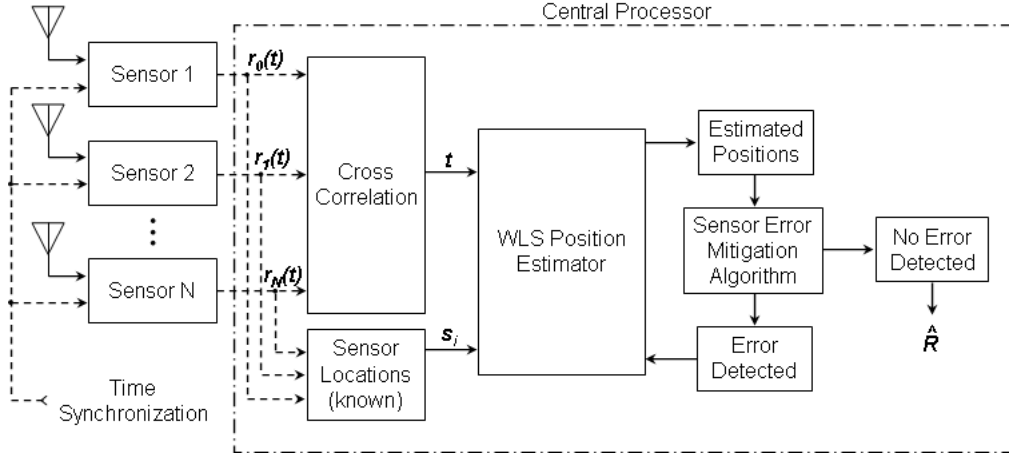 Central Processor
Sensor 1
r0(t)
Sensor 2
r1(t)
Sensor N
rN(t)
Time
Synchronization
Cross
Correlation
t
Sensor
Locations
(known)
si
WLS Position
Estimator
Estimated
Positions
Sensor Error
Mitigation
Algorithm
Error
Detected
No Error
Detected
R̂